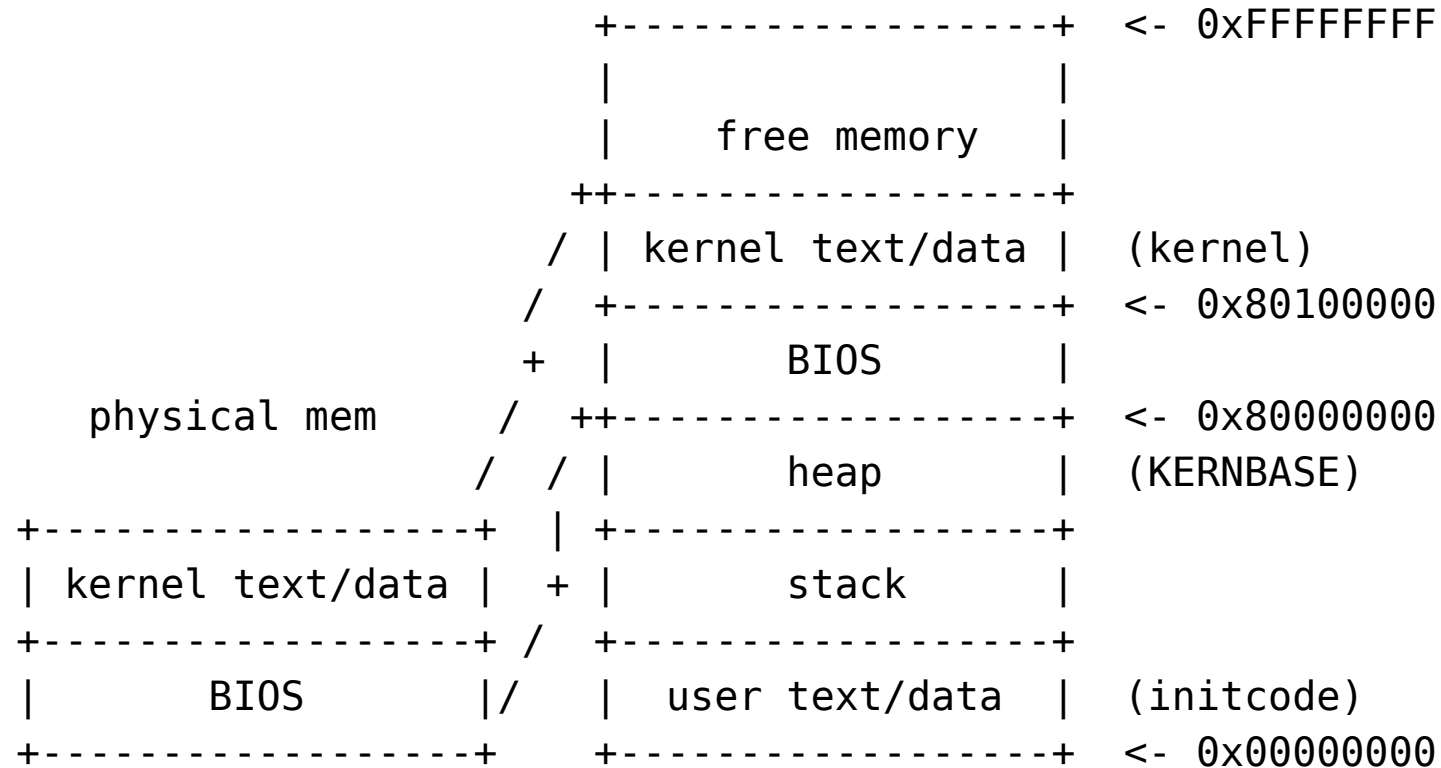 +------------------+  <- 0xFFFFFFFF
                         |                  |
                         |    free memory   |
                        ++------------------+
                       / | kernel text/data |  (kernel)
                      /  +------------------+  <- 0x80100000
                      +  |       BIOS       |
   physical mem      /  ++------------------+  <- 0x80000000
                    /  / |       heap       |  (KERNBASE)
+------------------+  | +------------------+
| kernel text/data |  + |       stack      |
+------------------+ /  +------------------+
|       BIOS       |/   | user text/data   |  (initcode)
+------------------+    +------------------+  <- 0x00000000